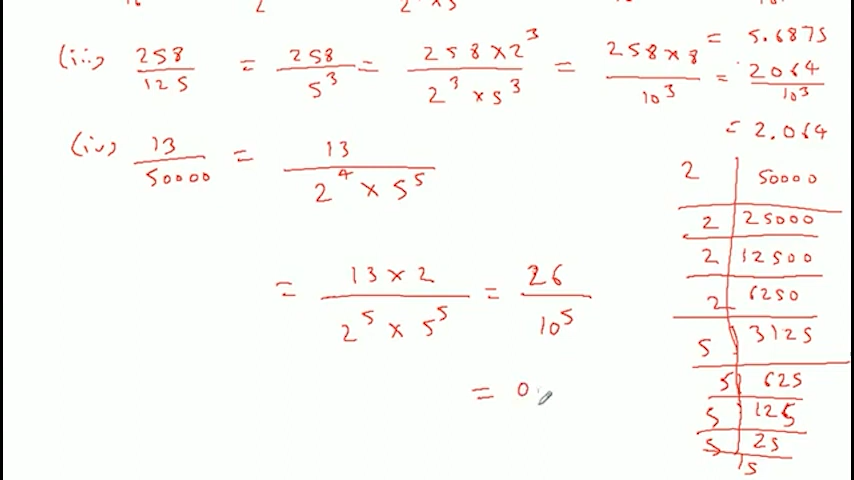 = 5.6875
(iii) 258/125 = 258/5³ = 258×2³/2³×5³ = 258×8/10³ = 2064/10³
= 2.064
(iv) 13/50000 = 13/2⁴×5⁵
= 13×2/2⁵×5⁵ = 26/10⁵
= 0.
2 | 50000
2 | 25000
2 | 12500
2 | 6250
5 | 3125
5 | 625
5 | 125
5 | 25
5